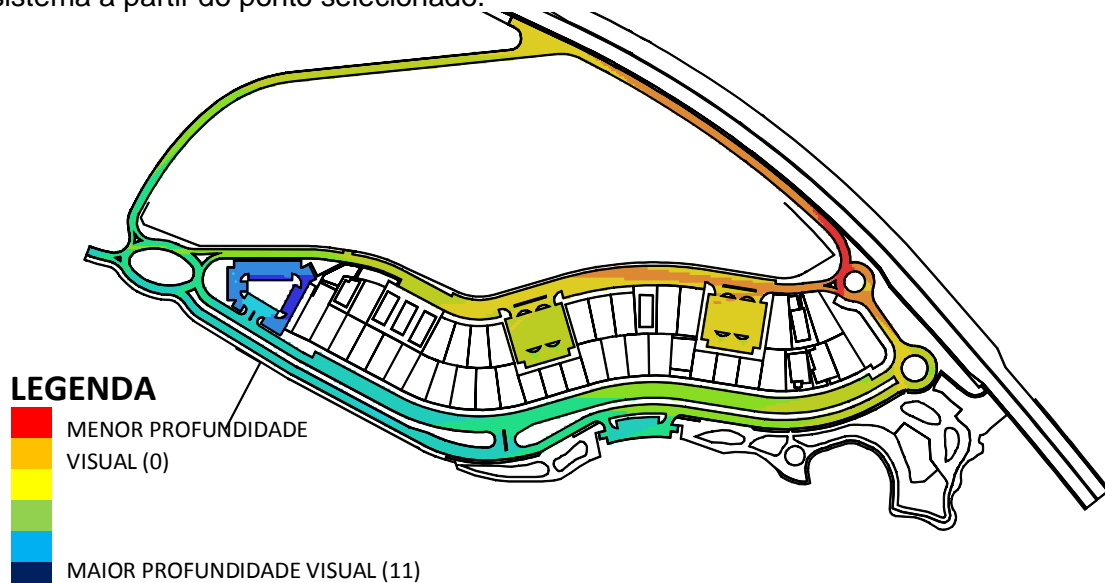 sistema a partir do ponto selecionado.
LEGENDA
MENOR PROFUNDIDADE
VISUAL (0)
MAIOR PROFUNDIDADE VISUAL (11)